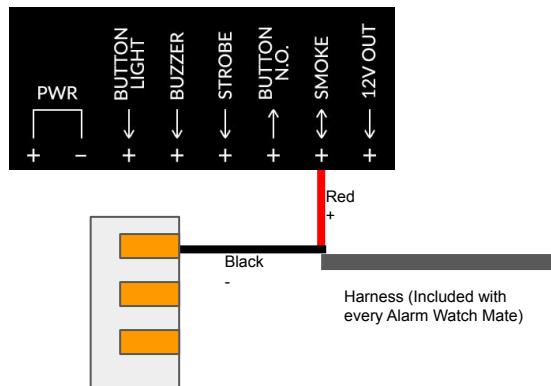 PWR
BUTTON
LIGHT
BUZZER
STROBE
BUTTON
N.O.
SMOKE
12V OUT
+ – + + + + + +
Red
+
Black
-
Harness (Included with
every Alarm Watch Mate)